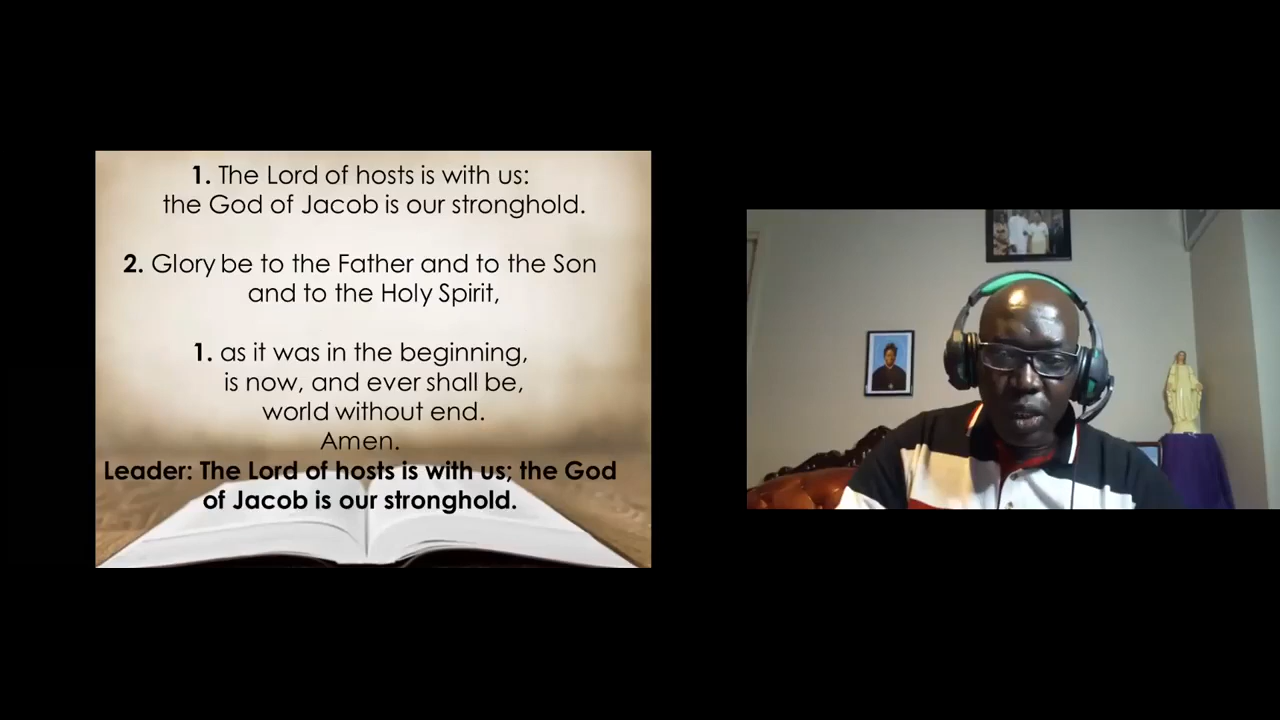 1. The Lord of hosts is with us:
the God of Jacob is our stronghold.
2. Glory be to the Father and to the Son
and to the Holy Spirit,
1. as it was in the beginning,
is now, and ever shall be,
world without end.
Amen.
Leader: The Lord of hosts is with us; the God
of Jacob is our stronghold.